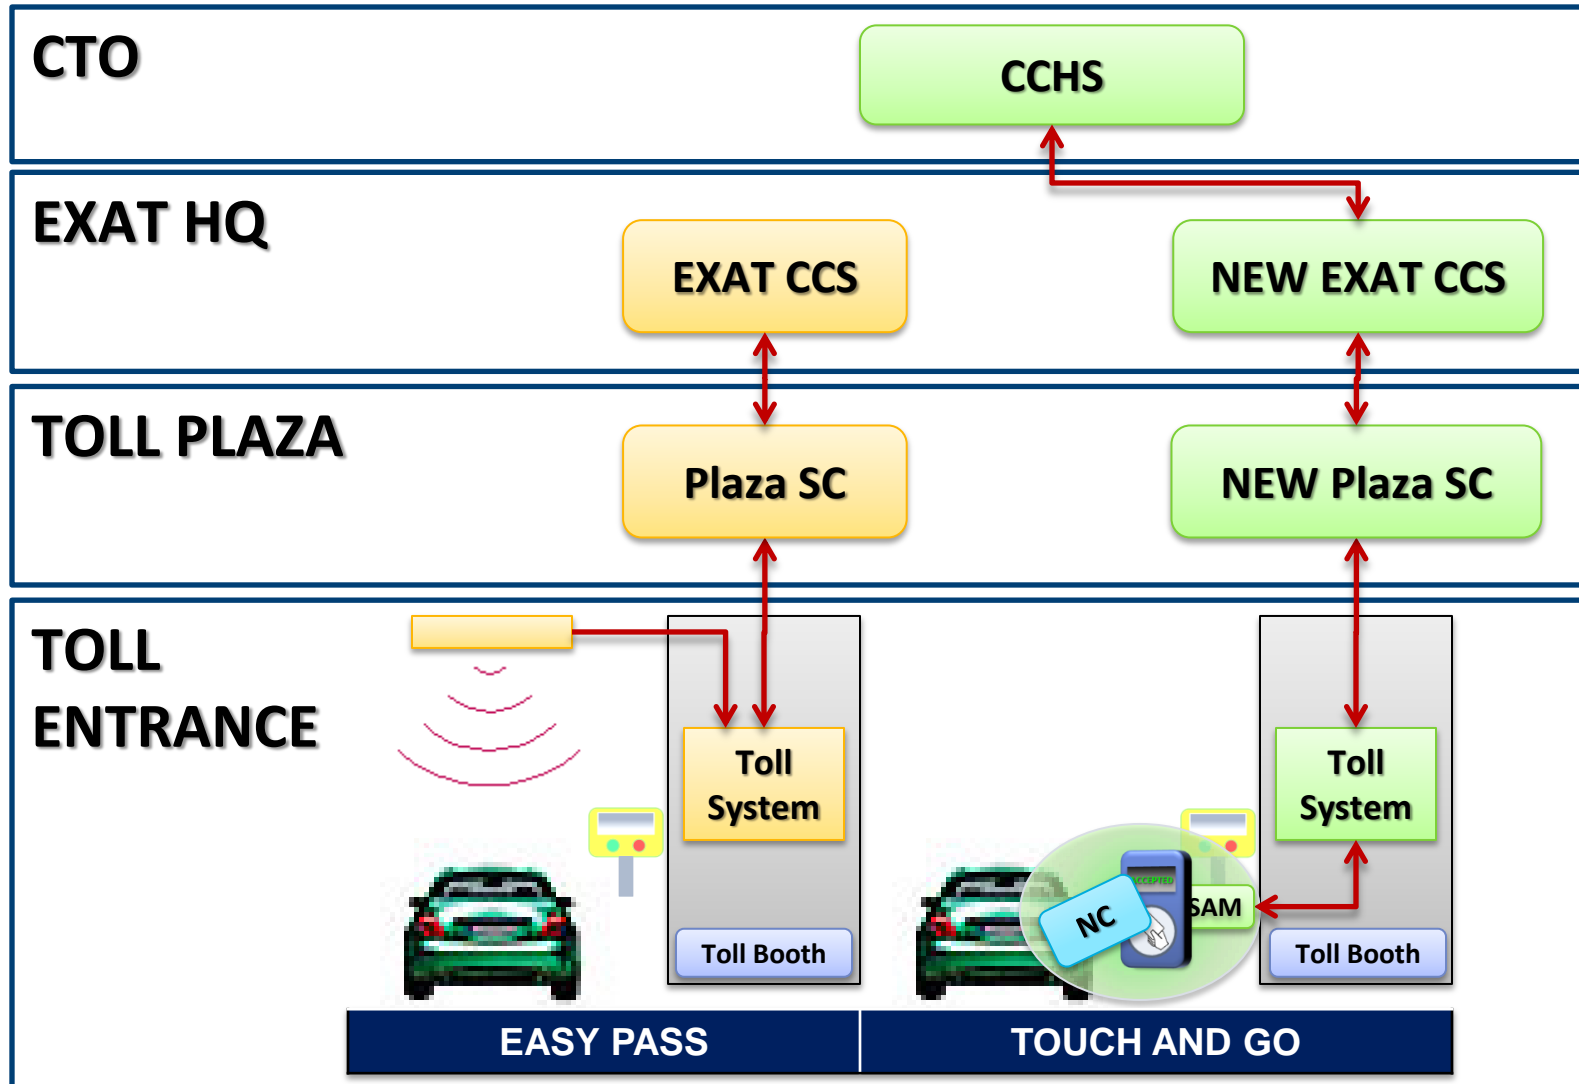 CTO
CCHS
EXAT HQ
EXAT CCS
NEW EXAT CCS
TOLL PLAZA
Plaza SC
NEW Plaza SC
TOLL
ENTRANCE
Toll
System
Toll
System
ACCEPTED
NC
SAM
Toll Booth
Toll Booth
EASY PASS
TOUCH AND GO